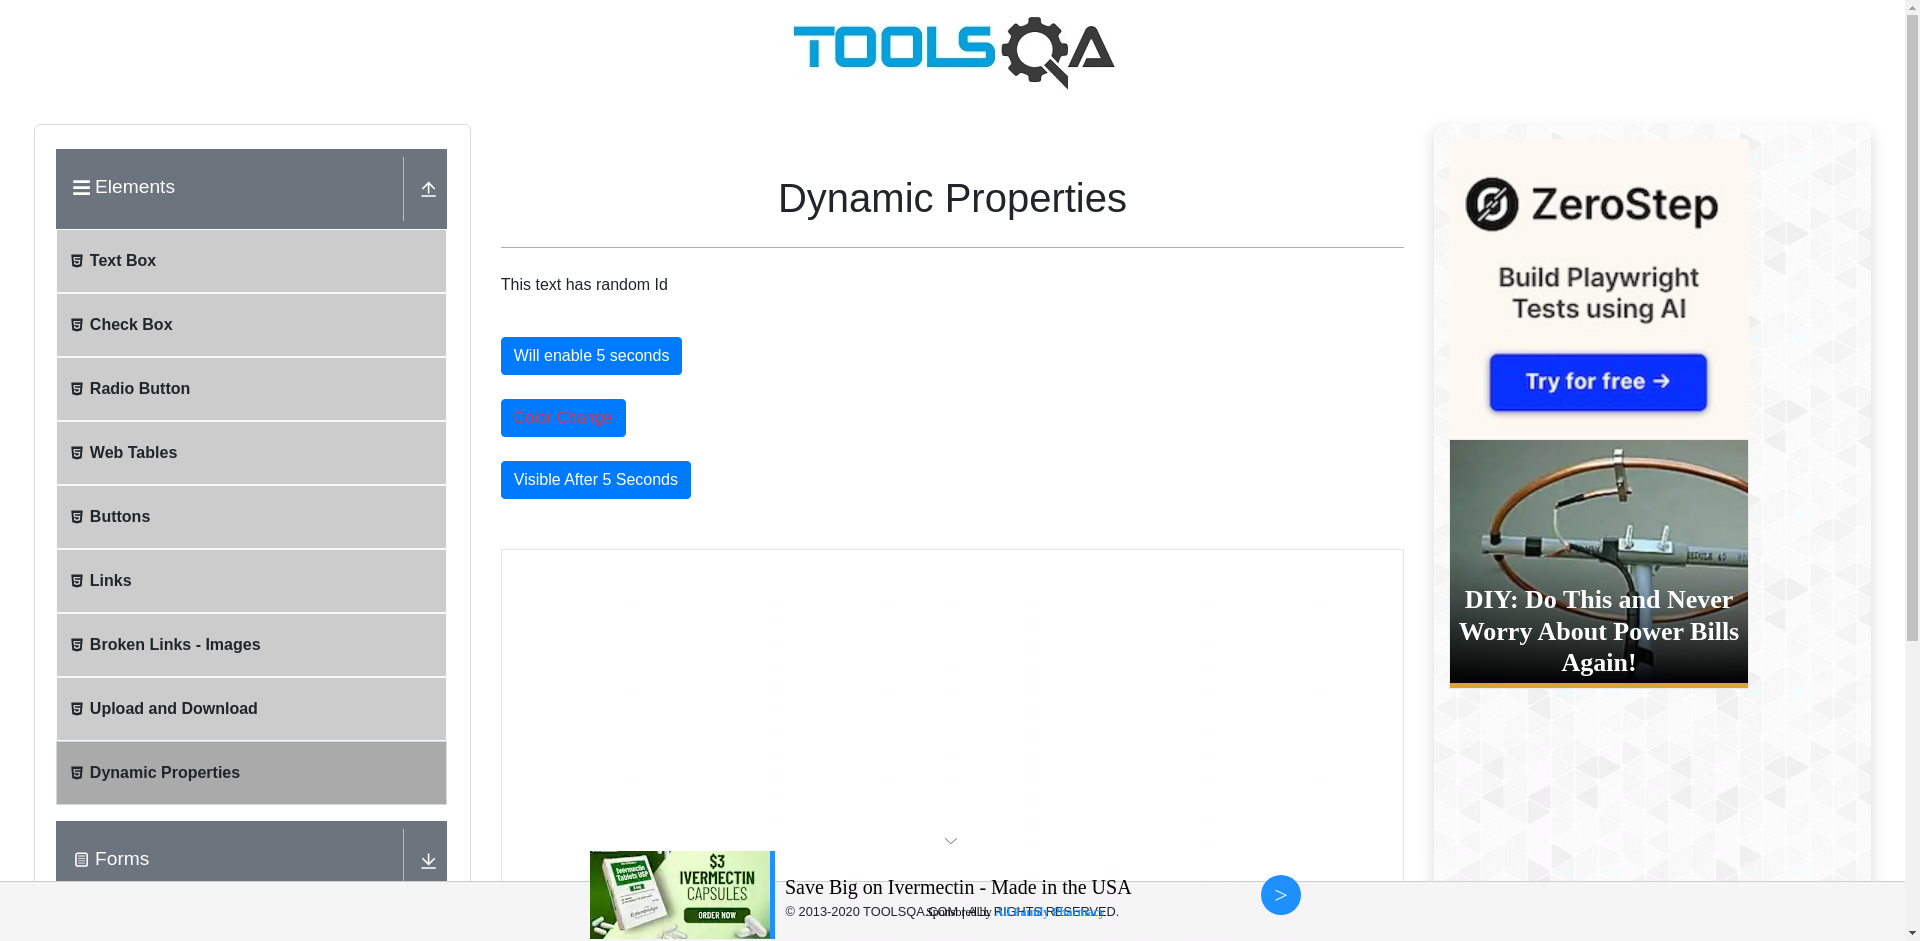 TOOLSQA
Elements
Text Box
Check Box
Radio Button
Web Tables
Buttons
Links
Broken Links - Images
Upload and Download
Dynamic Properties
Forms
Dynamic Properties
This text has random Id
Will enable 5 seconds
Color Change
Visible After 5 Seconds
ZeroStep
Build Playwright
Tests using AI
Try for free →
DIY: Do This and Never
Worry About Power Bills
Again!
$3
IVERMECTIN
CAPSULES
ORDER NOW
Save Big on Ivermectin - Made in the USA
© 2013-2020 TOOLSQA.COM | ALL RIGHTS RESERVED.
>